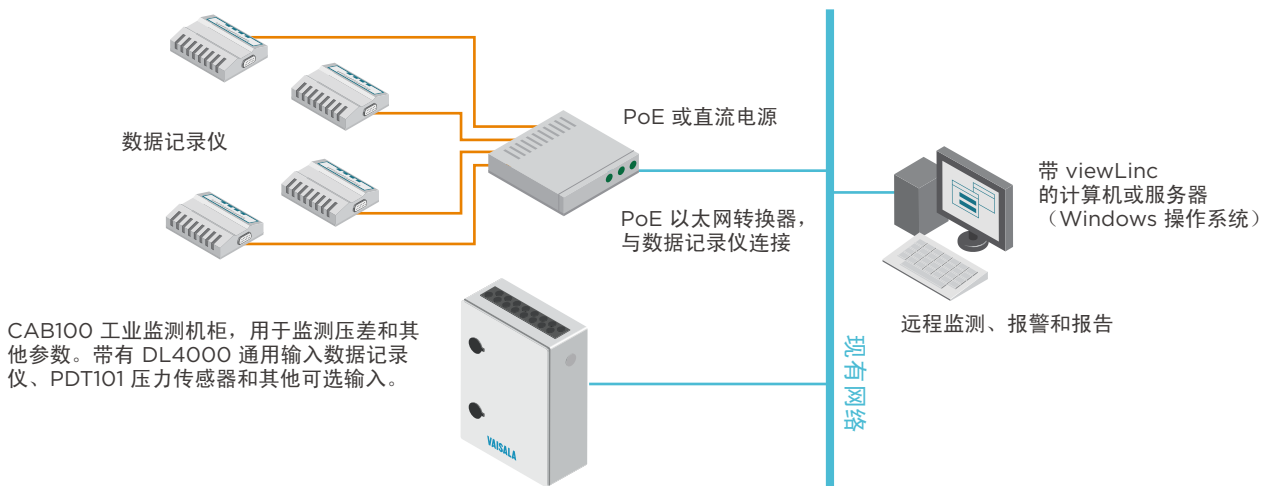 数据记录仪
PoE 或直流电源
PoE 以太网转换器，
与数据记录仪连接
带 viewLinc
的计算机或服务器
（Windows 操作系统）
远程监测、报警和报告
CAB100 工业监测机柜，用于监测压差和其
他参数。带有 DL4000 通用输入数据记录
仪、PDT101 压力传感器和其他可选输入。
VAISALA
现有网络